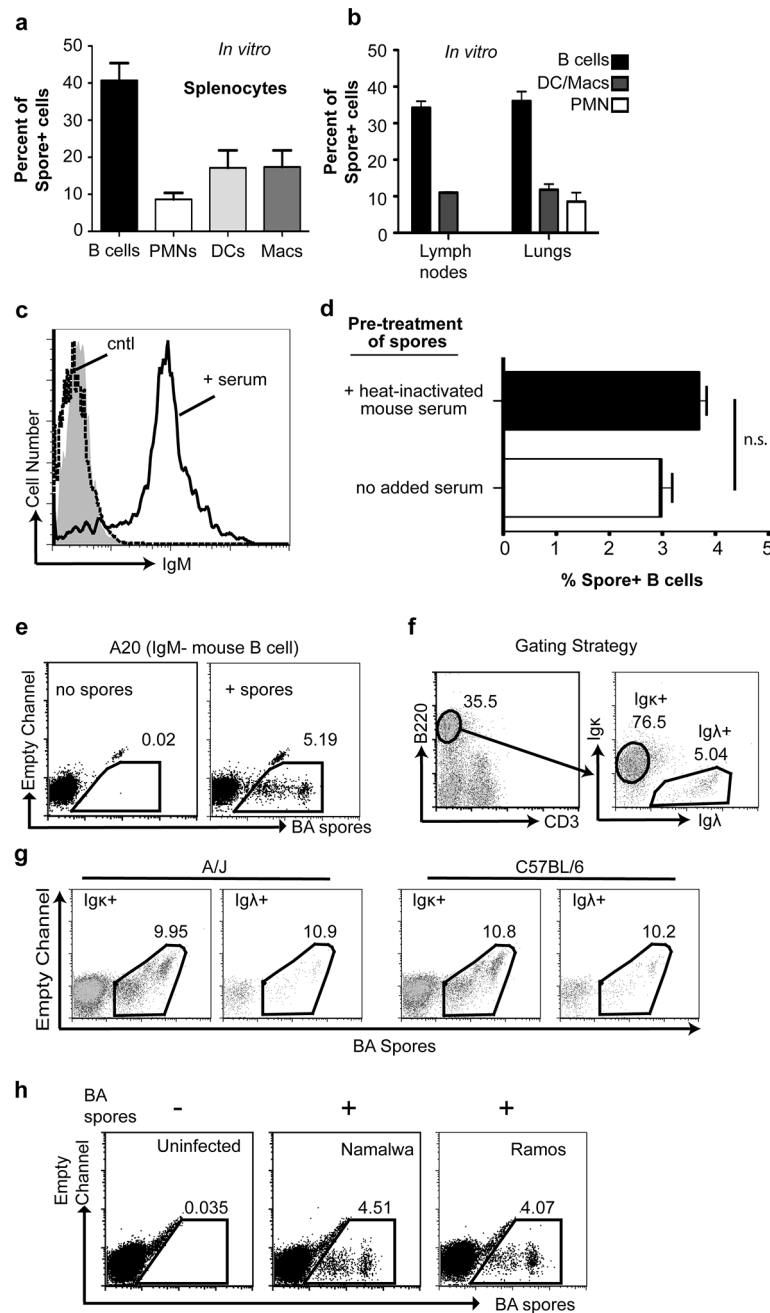 a
In vitro
Splenocytes
Percent of
Spore+ cells
50
40
30
20
10
0
B cells PMNs DCs Macs
b
In vitro
B cells
DC/Macs
PMN
Percent of
Spore+ cells
50
40
30
20
10
0
Lymph
nodes
Lungs
c
cntl
+ serum
Cell Number
IgM
d
Pre-treatment
of spores
+ heat-inactivated
mouse serum
no added serum
n.s.
0 1 2 3 4 5
% Spore+ B cells
e
A20 (IgM- mouse B cell)
no spores
0.02
+ spores
5.19
Empty Channel
BA spores
f
Gating Strategy
35.5
B220
CD3
Igκ+
76.5
Igλ+
5.04
Igκ
Igλ
g
A/J
C57BL/6
Igκ+
9.95
Igλ+
10.9
Igκ+
10.8
Igλ+
10.2
Empty Channel
BA Spores
h
BA
spores
- + +
Uninfected
0.035
Namalwa
4.51
Ramos
4.07
Empty
Channel
BA spores